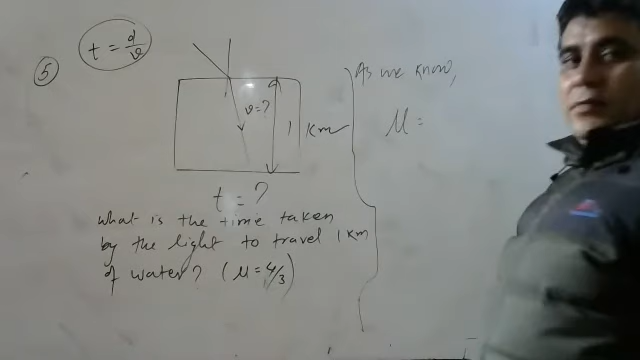 5
t = d/v
v=?
1 km
t = ?
what is the time taken
by the light to travel 1 km
of water? (μ = 4/3)
As we know,
μ =